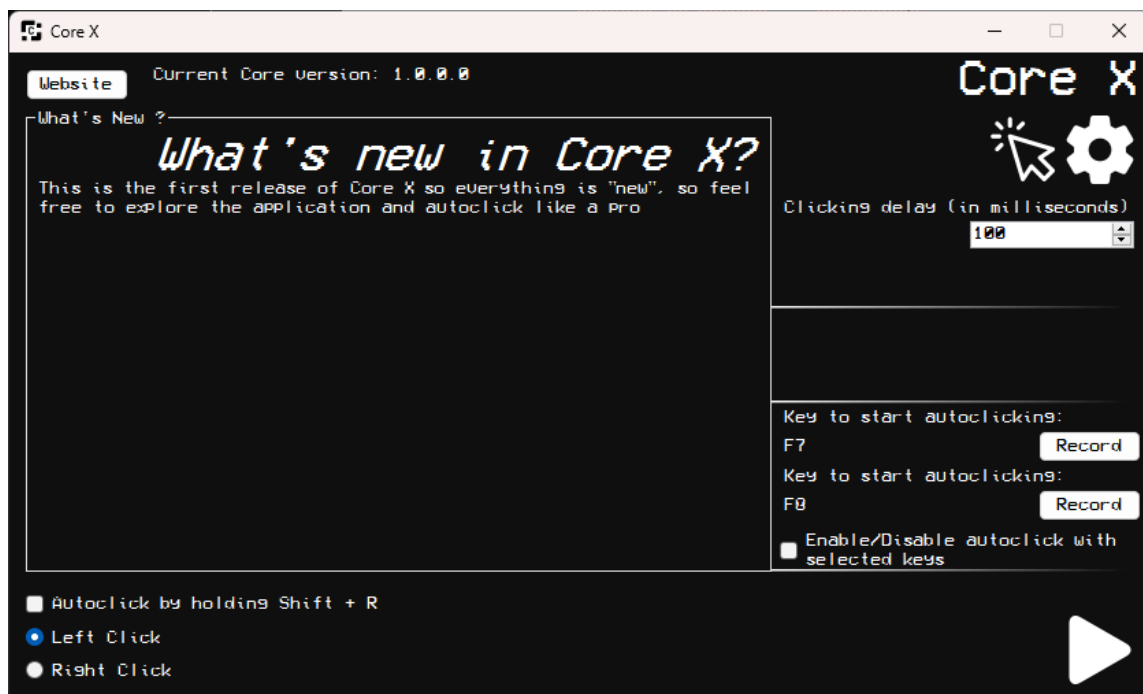 Core X
Website
Current Core version: 1.0.0.0
Core X
What's New ?
What's new in Core X?
This is the first release of Core X so everything is "new", so feel
free to explore the application and autoclick like a pro
Clicking delay (in milliseconds)
100
Key to start autoclicking:
F7
Record
Key to start autoclicking:
F8
Record
Enable/Disable autoclick with
selected keys
Autoclick by holding Shift + R
Left Click
Right Click